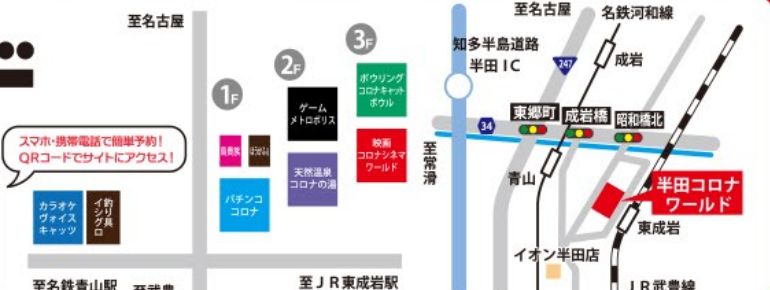 至名古屋
至名古屋
名鉄河和線
知多半島道路
半田IC
247
成岩
3F
2F
1F
ボウリング
コロナキャット
ボウル
ゲーム
メトロポリス
映画
コロナシネマ
ワールド
天然温泉
コロナの湯
パチンコ
コロナ
スマホ・携帯電話で簡単予約!
QRコードでサイトにアクセス!
カラオケ
ヴォイス
キャッツ
釣り具
イシグロ
34
東郷町
成岩橋
昭和橋北
至常滑
青山
半田コロナ
ワールド
東成岩
イオン半田店
至名鉄青山駅
至武豊
至JR東成岩駅
JR武豊線